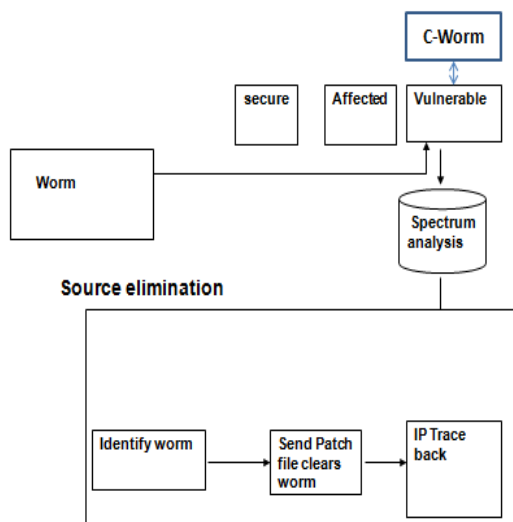 C-Worm
secure
Affected
Vulnerable
Worm
Spectrum
analysis
Source elimination
Identify worm
Send Patch
file clears
worm
IP Trace
back